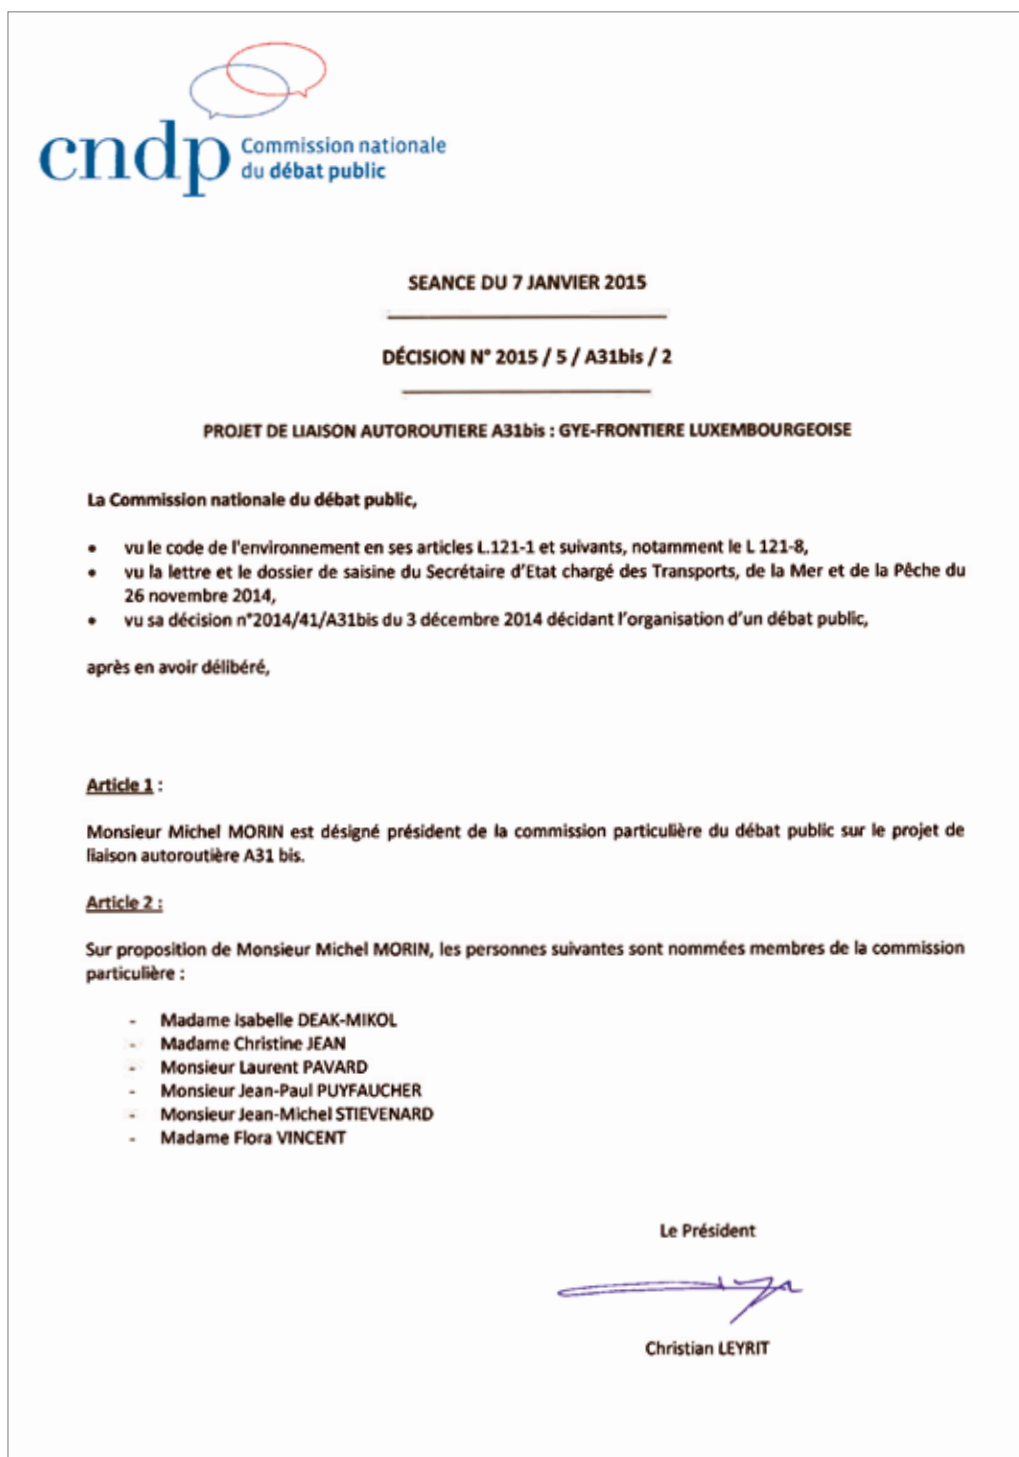 cndp Commission nationale
du débat public
SEANCE DU 7 JANVIER 2015
DÉCISION N° 2015 / 5 / A31bis / 2
PROJET DE LIAISON AUTOROUTIERE A31bis : GYE-FRONTIERE LUXEMBOURGEOISE
La Commission nationale du débat public,
• vu le code de l'environnement en ses articles L.121-1 et suivants, notamment le L 121-8,
• vu la lettre et le dossier de saisine du Secrétaire d'Etat chargé des Transports, de la Mer et de la Pêche du
26 novembre 2014,
• vu sa décision n°2014/41/A31bis du 3 décembre 2014 décidant l'organisation d'un débat public,
après en avoir délibéré,
Article 1 :
Monsieur Michel MORIN est désigné président de la commission particulière du débat public sur le projet de
liaison autoroutière A31 bis.
Article 2 :
Sur proposition de Monsieur Michel MORIN, les personnes suivantes sont nommées membres de la commission
particulière :
- Madame Isabelle DEAK-MIKOL
- Madame Christine JEAN
- Monsieur Laurent PAVARD
- Monsieur Jean-Paul PUYFAUCHER
- Monsieur Jean-Michel STIEVENARD
- Madame Flora VINCENT
Le Président
Christian LEYRIT